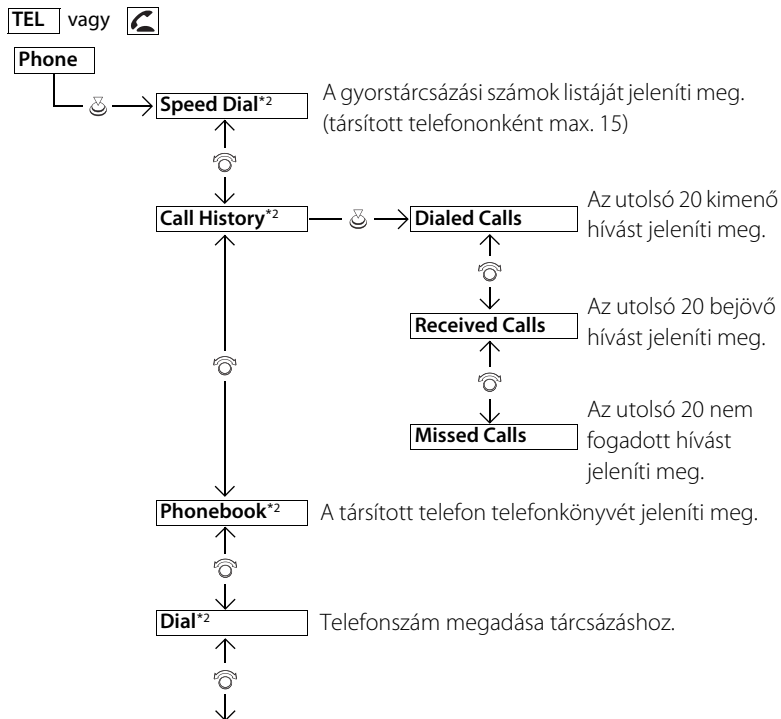 TEL vagy
Phone
Speed Dial*2
A gyorstárcsázási számok listáját jeleníti meg.
(társított telefononként max. 15)
Call History*2
Dialed Calls
Az utolsó 20 kimenő
hívást jeleníti meg.
Received Calls
Az utolsó 20 bejövő
hívást jeleníti meg.
Missed Calls
Az utolsó 20 nem
fogadott hívást
jeleníti meg.
Phonebook*2
A társított telefon telefonkönyvét jeleníti meg.
Dial*2
Telefonszám megadása tárcsázáshoz.